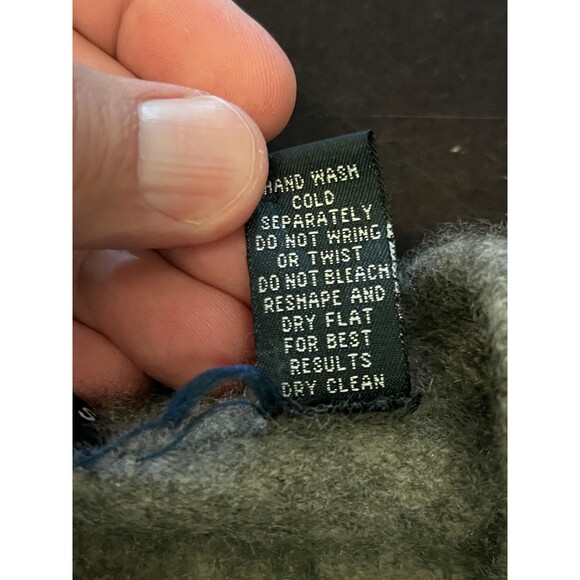 HAND WASH
COLD
SEPARATELY
DO NOT WRING
OR TWIST
DO NOT BLEACH
RESHAPE AND
DRY FLAT
FOR BEST
RESULTS
DRY CLEAN